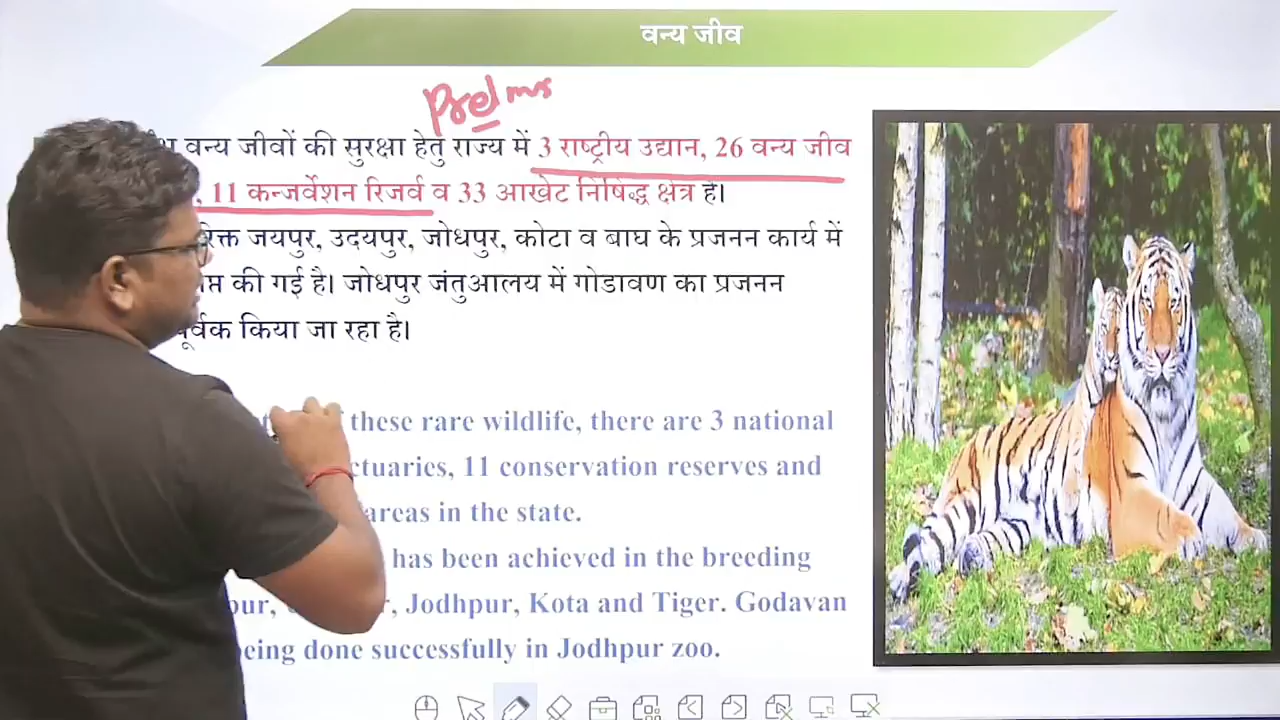 वन्य जीव
Prelims
वन्य जीवों की सुरक्षा हेतु राज्य में 3 राष्ट्रीय उद्यान, 26 वन्य जीव
, 11 कन्जर्वेशन रिजर्व व 33 आखेट निषिद्ध क्षेत्र है।
जयपुर, उदयपुर, जोधपुर, कोटा व बाघ के प्रजनन कार्य में
की गई है। जोधपुर जंतुआलय में गोडावण का प्रजनन
किया जा रहा है।
these rare wildlife, there are 3 national
11 conservation reserves and
areas in the state.
has been achieved in the breeding
Jodhpur, Kota and Tiger. Godavan
being done successfully in Jodhpur zoo.